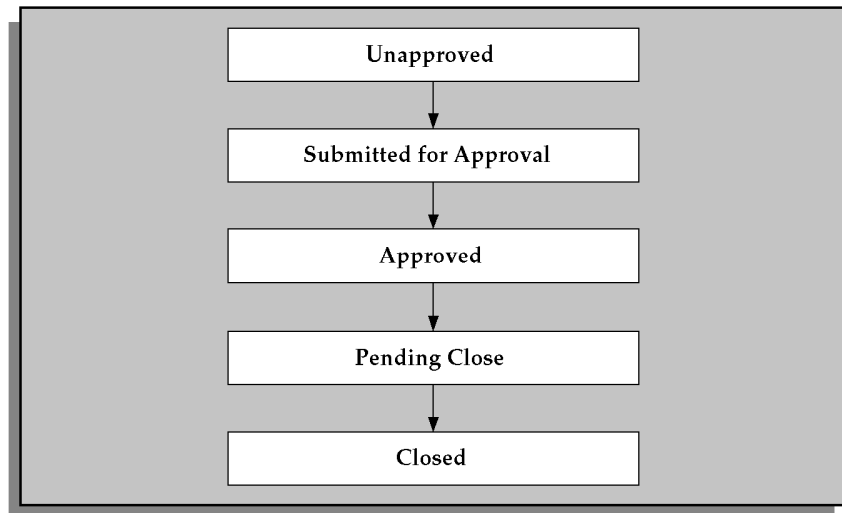 Unapproved
Submitted for Approval
Approved
Pending Close
Closed